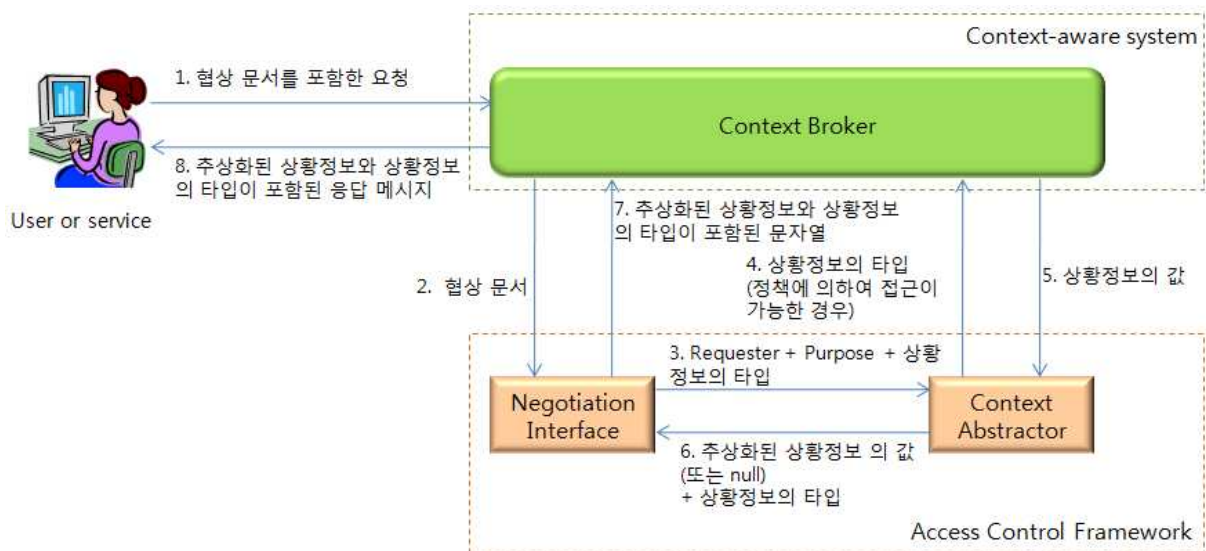 Context-aware system
1. 협상 문서를 포함한 요청
Context Broker
8. 추상화된 상황정보와 상황정보
의 타입이 포함된 응답 메시지
User or service
7. 추상화된 상황정보와 상황정보
의 타입이 포함된 문자열
2. 협상 문서
4. 상황정보의 타입
(정책에 의하여 접근이
가능한 경우)
5. 상황정보의 값
3. Requester + Purpose + 상황
정보의 타입
Negotiation
Interface
Context
Abstractor
6. 추상화된 상황정보 의 값
(또는 null)
+ 상황정보의 타입
Access Control Framework